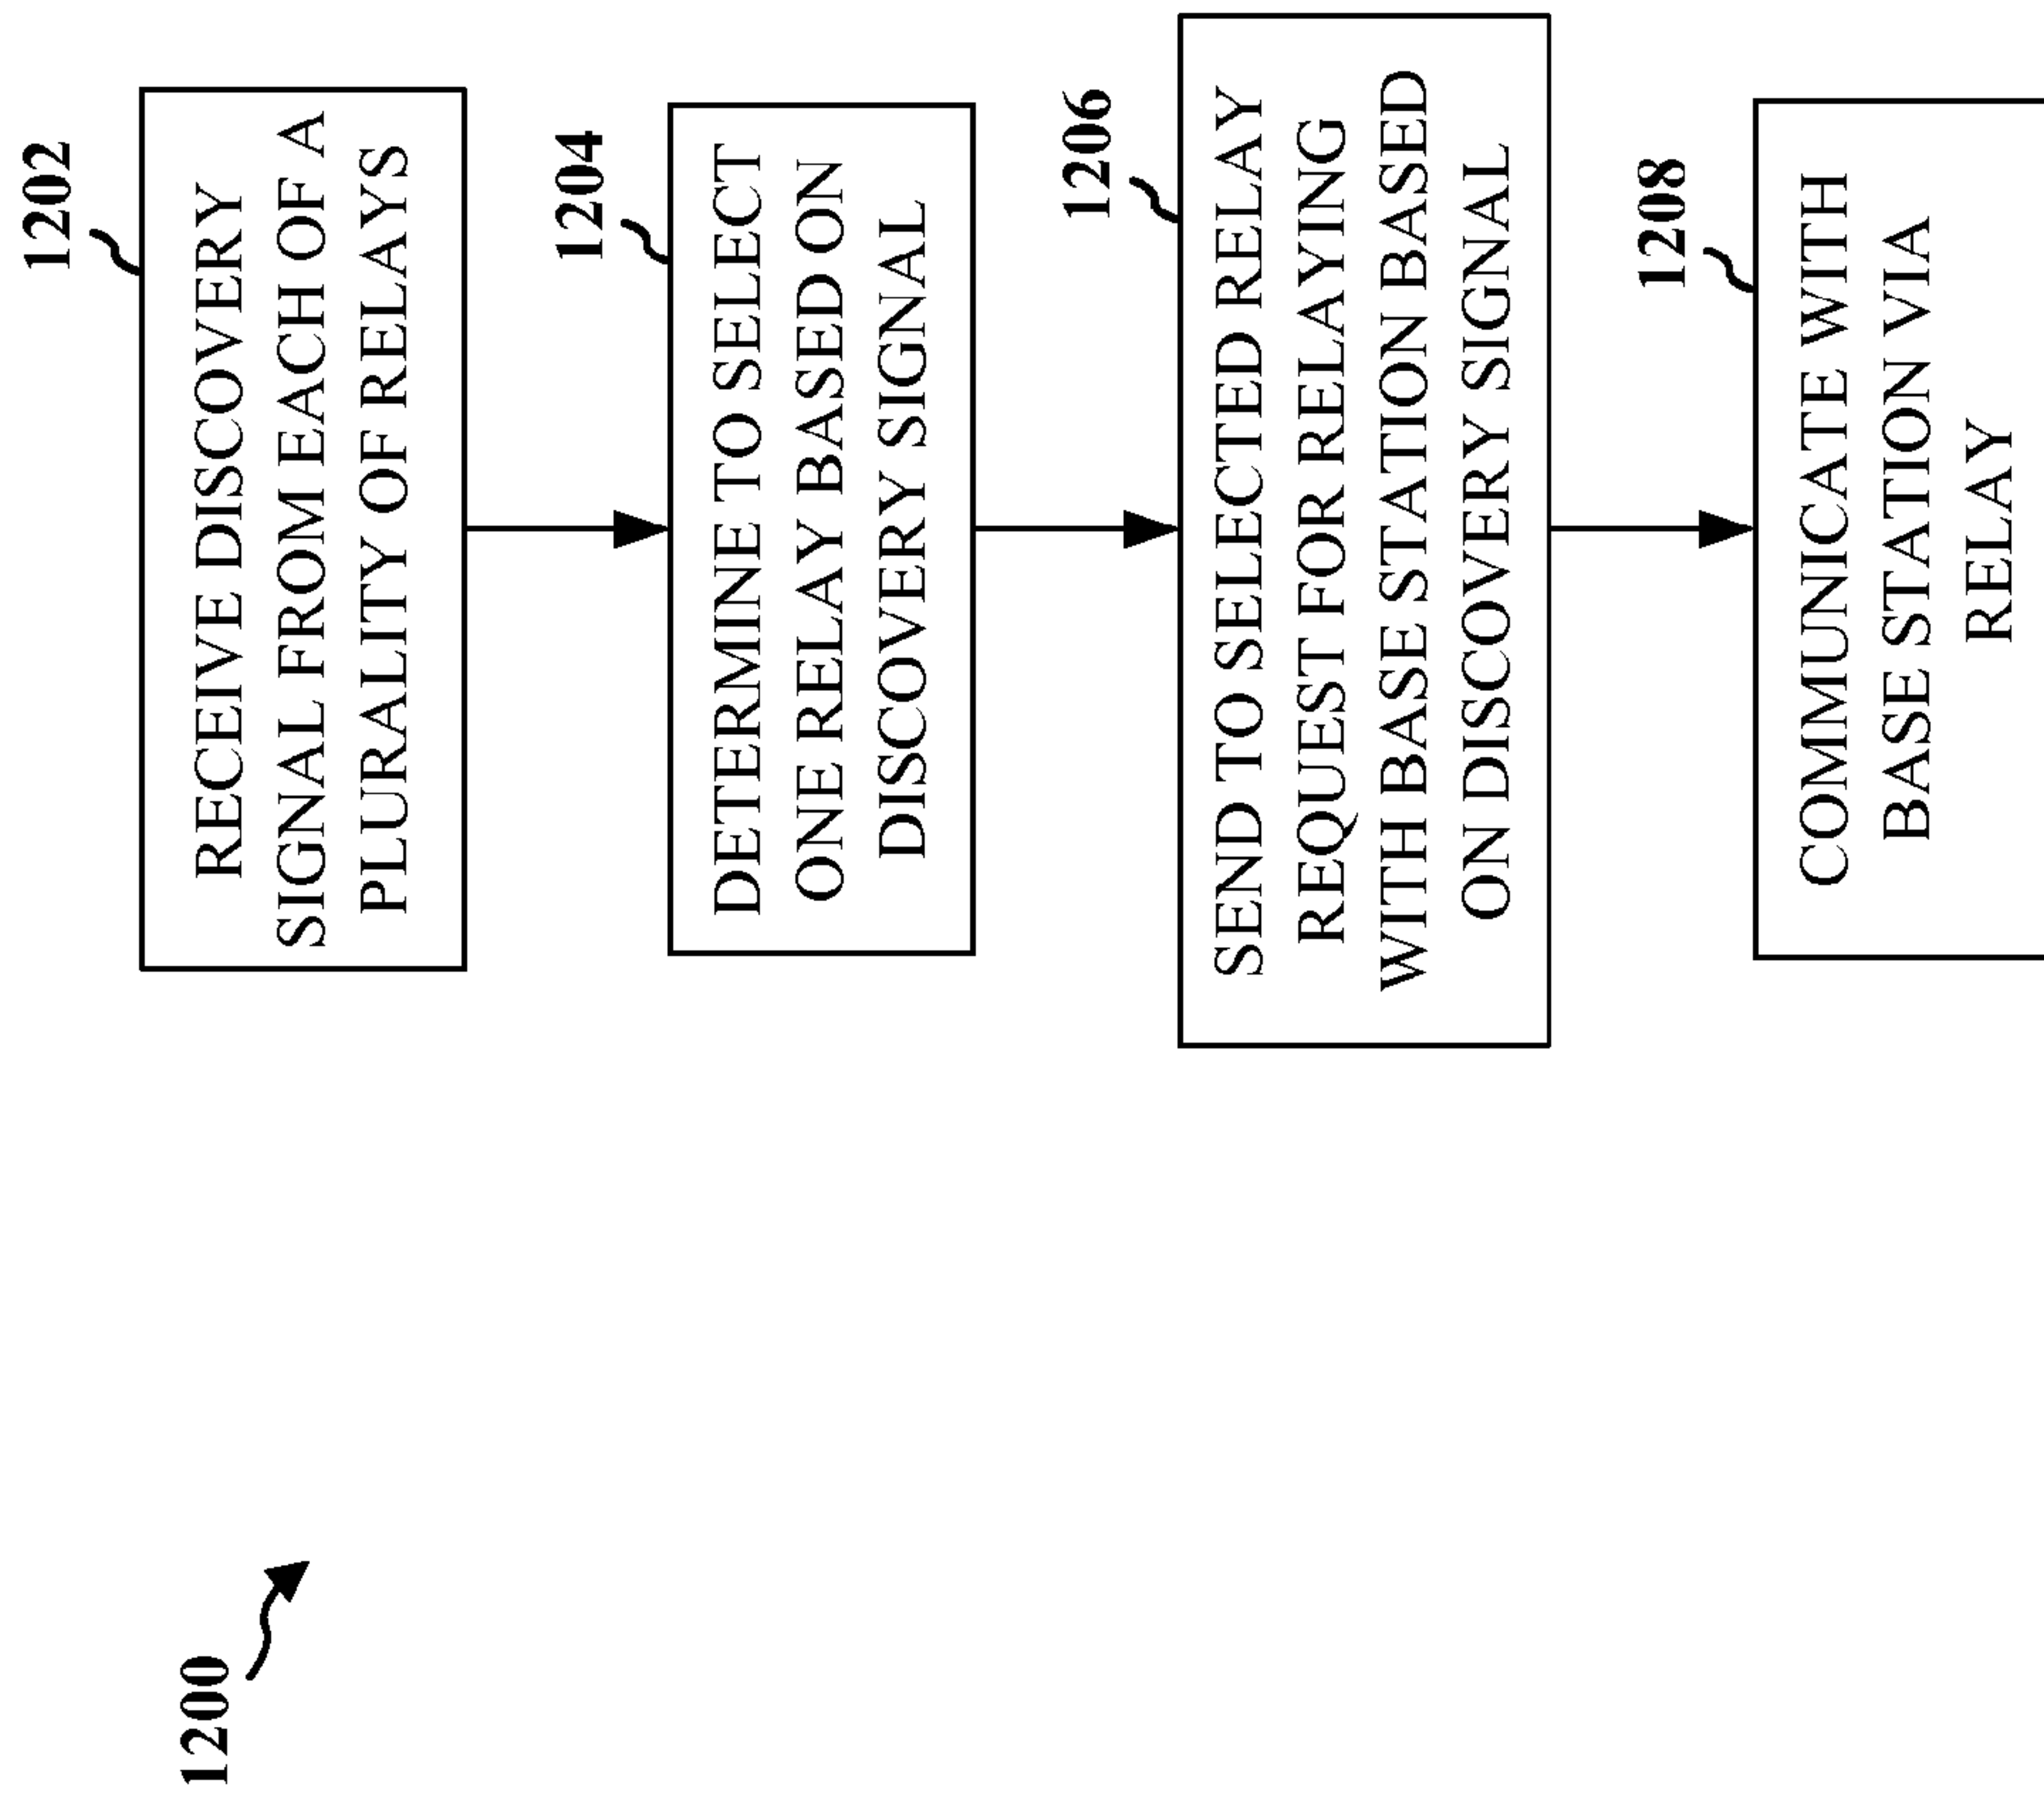 1200
1202
RECEIVE DISCOVERY
SIGNAL FROM EACH OF A
PLURALITY OF RELAYS
1204
DETERMINE TO SELECT
ONE RELAY BASED ON
DISCOVERY SIGNAL
1206
SEND TO SELECTED RELAY
REQUEST FOR RELAYING
WITH BASE STATION BASED
ON DISCOVERY SIGNAL
1208
COMMUNICATE WITH
BASE STATION VIA
RELAY